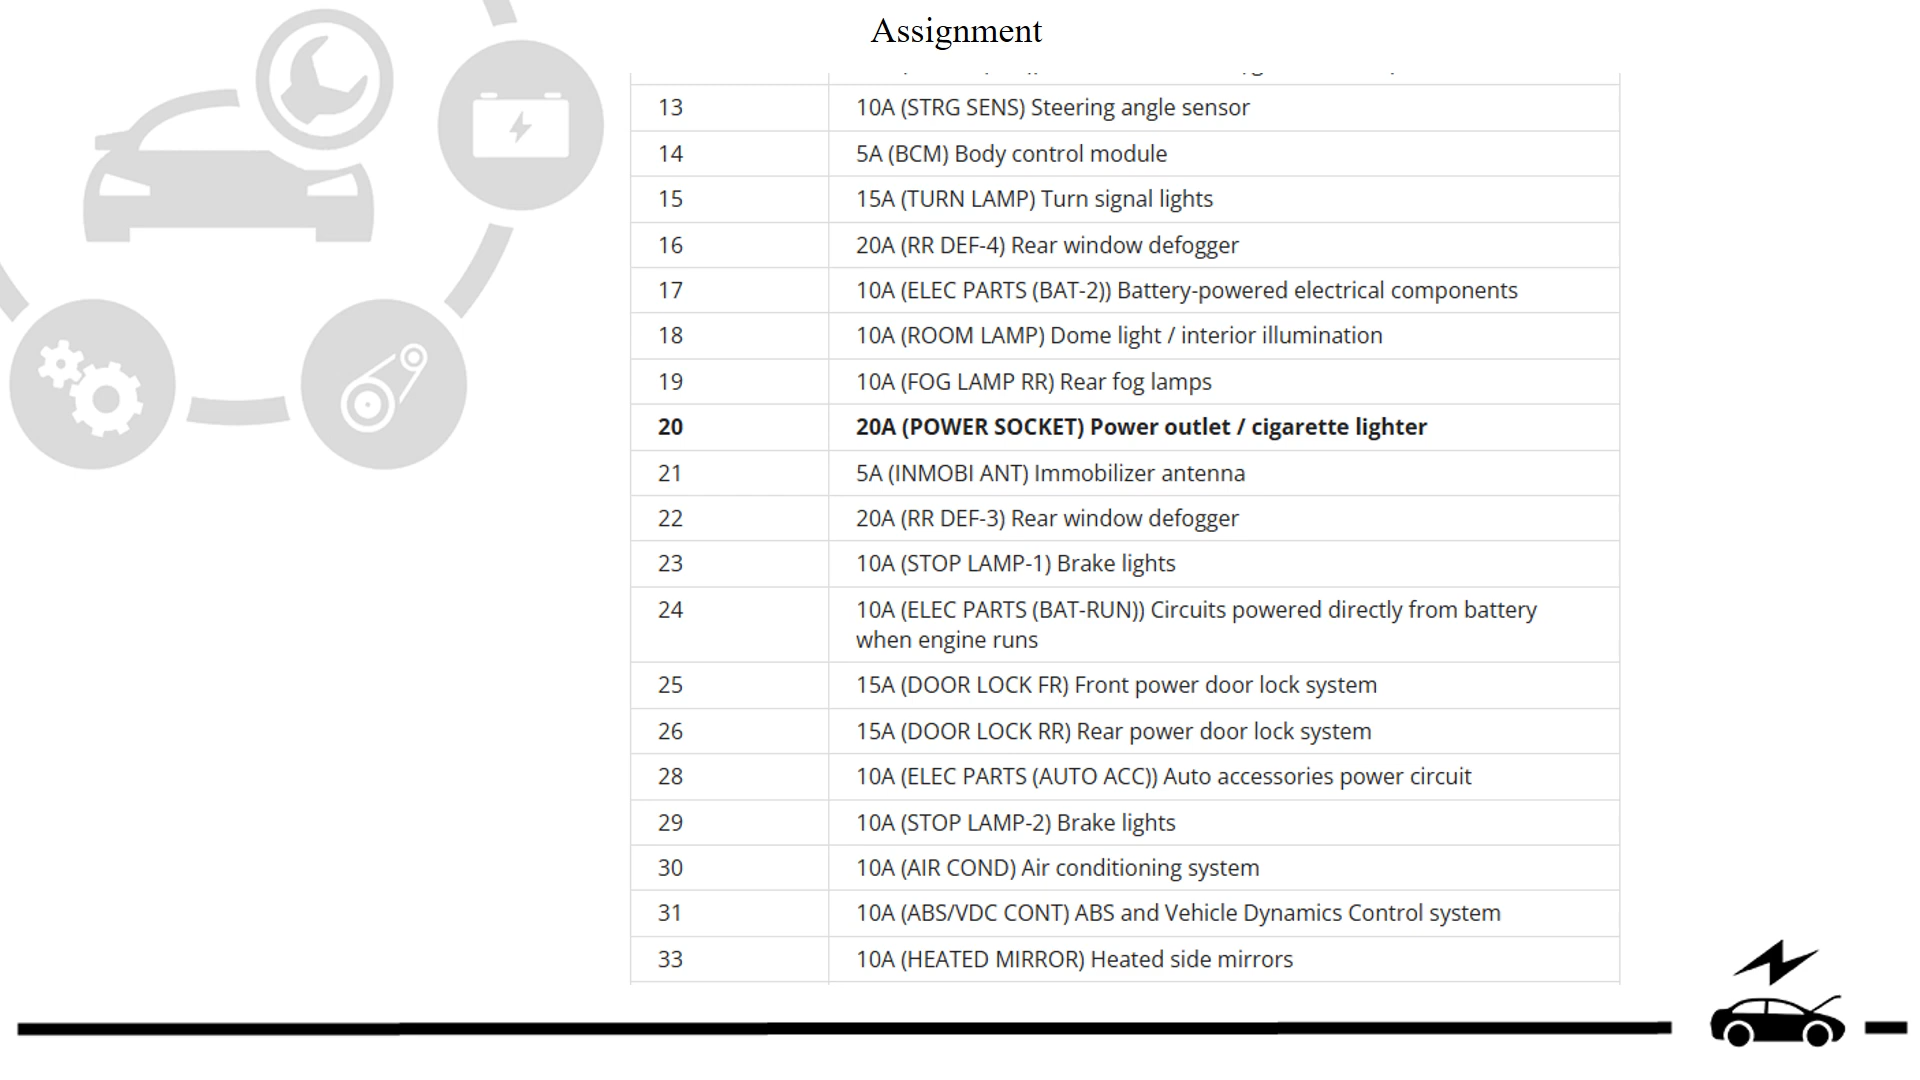 Assignment
13 10A (STRG SENS) Steering angle sensor
14 5A (BCM) Body control module
15 15A (TURN LAMP) Turn signal lights
16 20A (RR DEF-4) Rear window defogger
17 10A (ELEC PARTS (BAT-2)) Battery-powered electrical components
18 10A (ROOM LAMP) Dome light / interior illumination
19 10A (FOG LAMP RR) Rear fog lamps
20 20A (POWER SOCKET) Power outlet / cigarette lighter
21 5A (INMOBI ANT) Immobilizer antenna
22 20A (RR DEF-3) Rear window defogger
23 10A (STOP LAMP-1) Brake lights
24 10A (ELEC PARTS (BAT-RUN)) Circuits powered directly from battery
when engine runs
25 15A (DOOR LOCK FR) Front power door lock system
26 15A (DOOR LOCK RR) Rear power door lock system
28 10A (ELEC PARTS (AUTO ACC)) Auto accessories power circuit
29 10A (STOP LAMP-2) Brake lights
30 10A (AIR COND) Air conditioning system
31 10A (ABS/VDC CONT) ABS and Vehicle Dynamics Control system
33 10A (HEATED MIRROR) Heated side mirrors